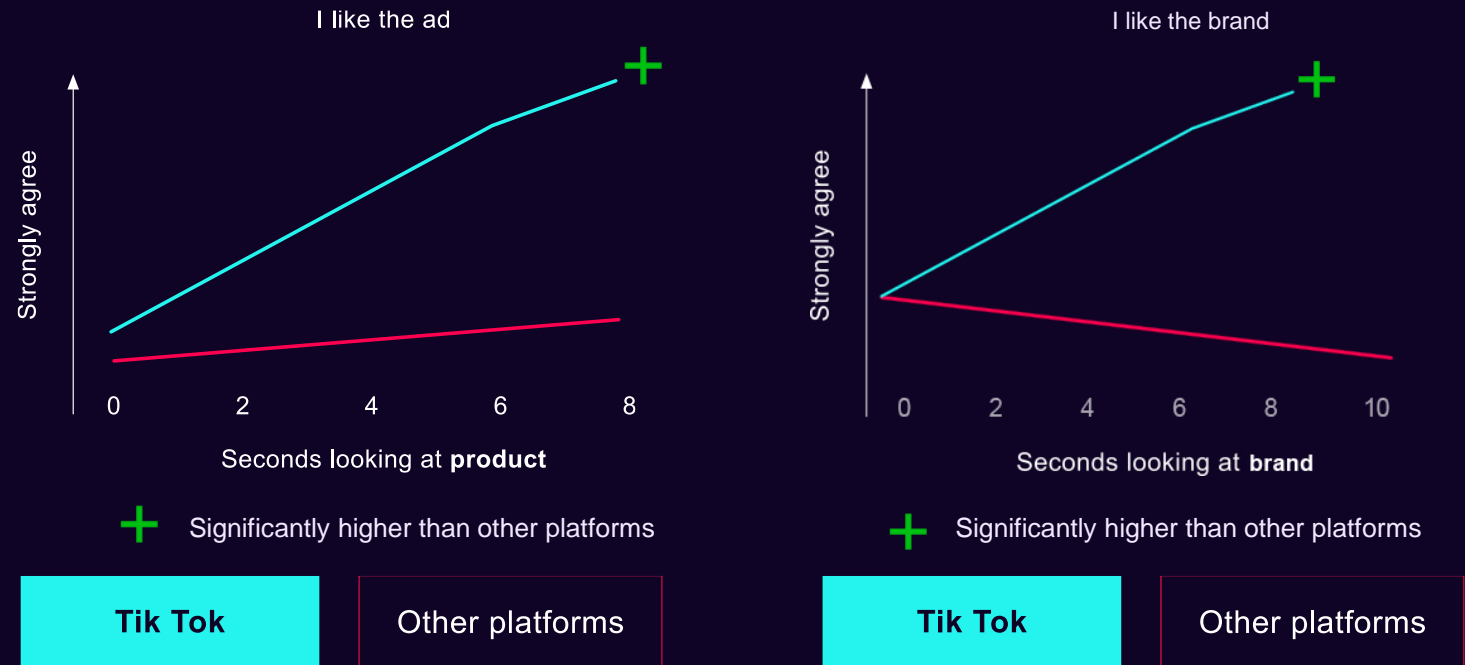 I like the ad
Strongly agree
0 2 4 6 8
Seconds looking at product
Significantly higher than other platforms
Tik Tok
Other platforms
I like the brand
Strongly agree
0 2 4 6 8 10
Seconds looking at brand
Significantly higher than other platforms
Tik Tok
Other platforms